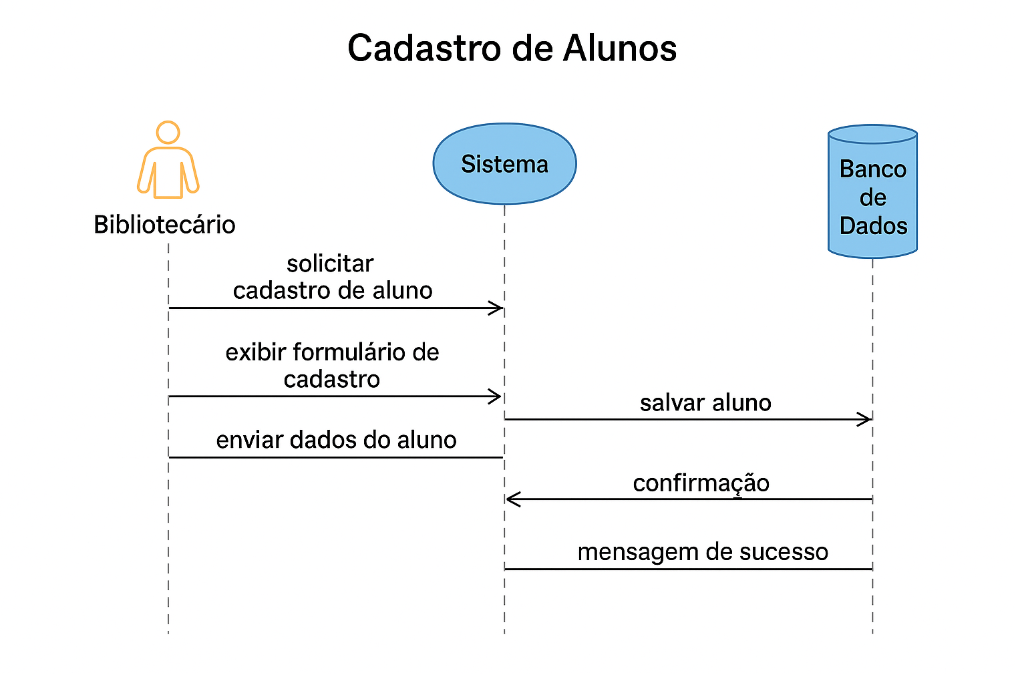 Cadastro de Alunos
Bibliotecário
Sistema
Banco
de
Dados
solicitar
cadastro de aluno
exibir formulário de
cadastro
salvar aluno
enviar dados do aluno
confirmação
mensagem de sucesso